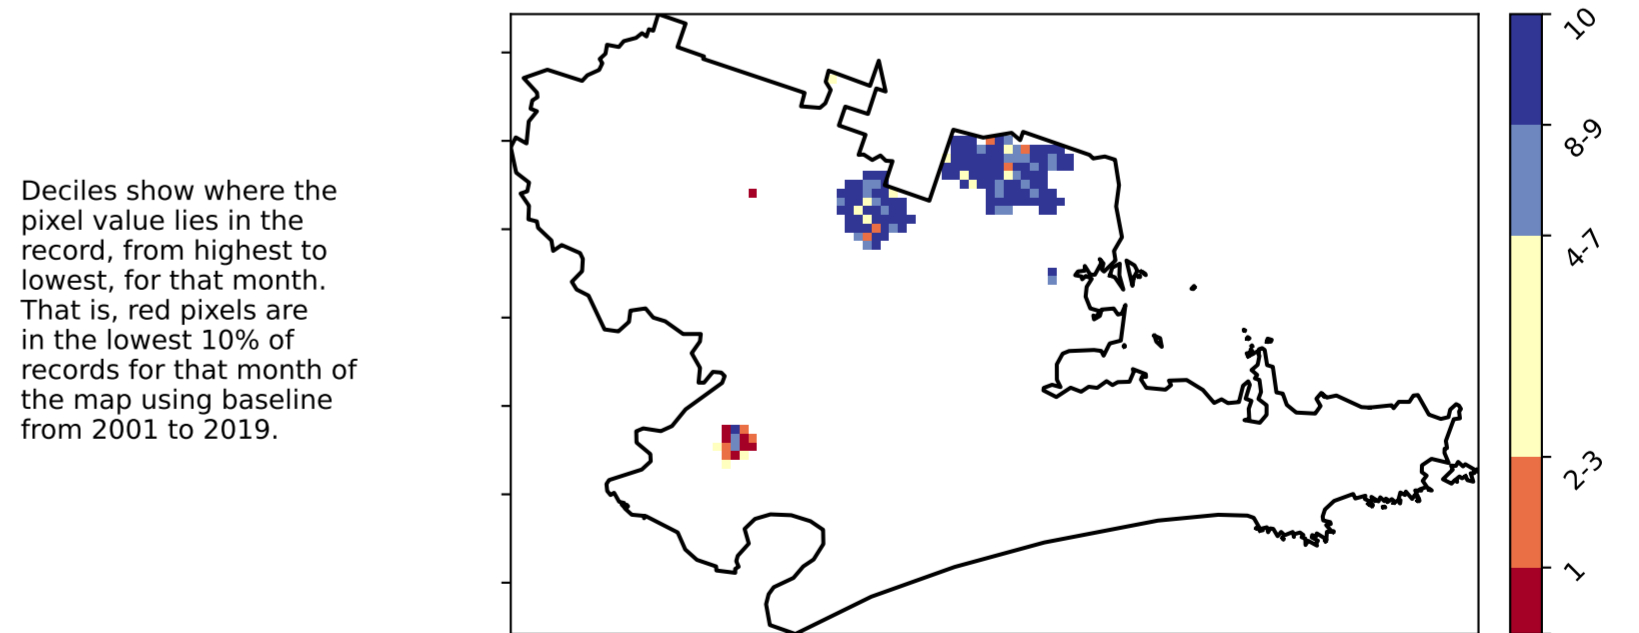 Deciles show where the
pixel value lies in the
record, from highest to
lowest, for that month.
That is, red pixels are
in the lowest 10% of
records for that month of
the map using baseline
from 2001 to 2019.
10
8-9
4-7
2-3
1